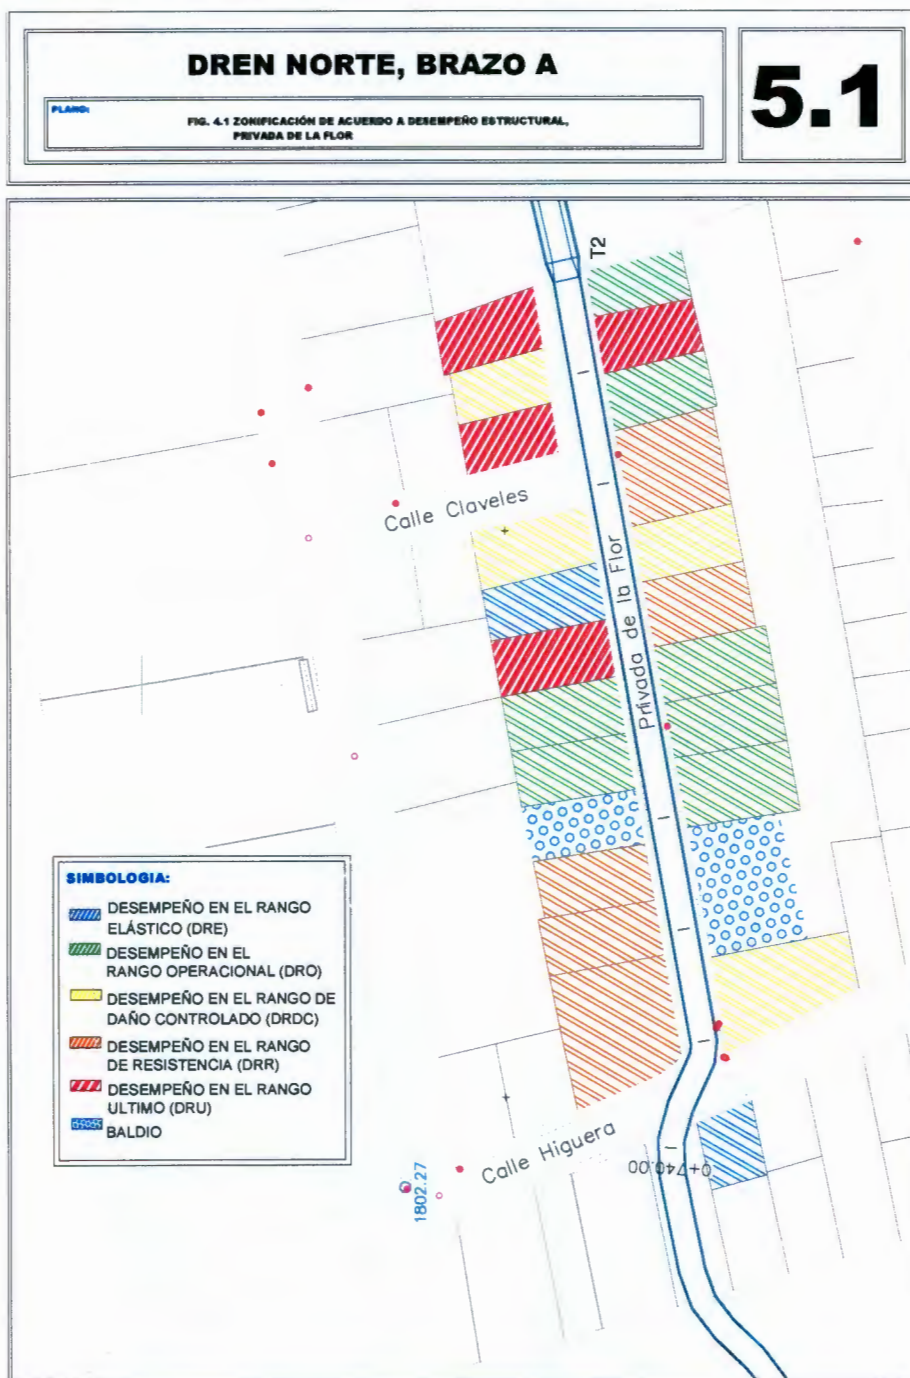 DREN NORTE, BRAZO A
5.1
PLANO:
FIG. 4.1 ZONIFICACIÓN DE ACUERDO A DESEMPEÑO ESTRUCTURAL,
PRIVADA DE LA FLOR
T2
Calle Claveles
Privada de la Flor
SIMBOLOGIA:
DESEMPEÑO EN EL RANGO
ELÁSTICO (DRE)
DESEMPEÑO EN EL
RANGO OPERACIONAL (DRO)
DESEMPEÑO EN EL RANGO DE
DAÑO CONTROLADO (DRDC)
DESEMPEÑO EN EL RANGO
DE RESISTENCIA (DRR)
DESEMPEÑO EN EL RANGO
ULTIMO (DRU)
BALDIO
Calle Higuera
0+740.00
1802.27